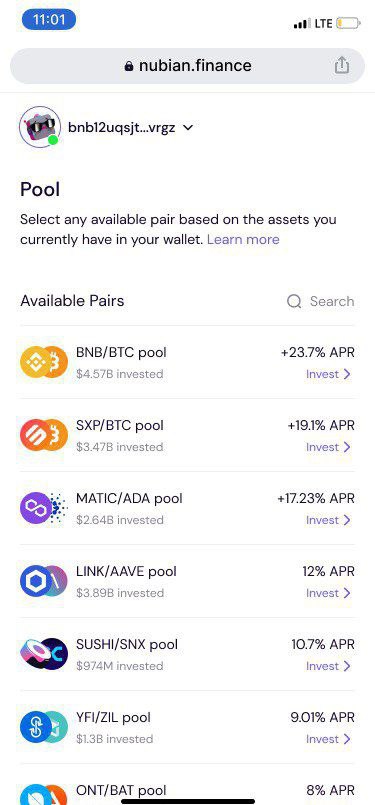 11:01
LTE
nubian.finance
bnb12uqsjt...vrgz
Pool
Select any available pair based on the assets you
currently have in your wallet. Learn more
Available Pairs
Search
BNB/BTC pool +23.7% APR
$4.57B invested Invest
SXP/BTC pool +19.1% APR
$3.47B invested Invest
MATIC/ADA pool +17.23% APR
$2.64B invested Invest
LINK/AAVE pool 12% APR
$3.89B invested Invest
SUSHI/SNX pool 10.7% APR
$974M invested Invest
YFI/ZIL pool 9.01% APR
$1.3B invested Invest
ONT/BAT pool 8% APR